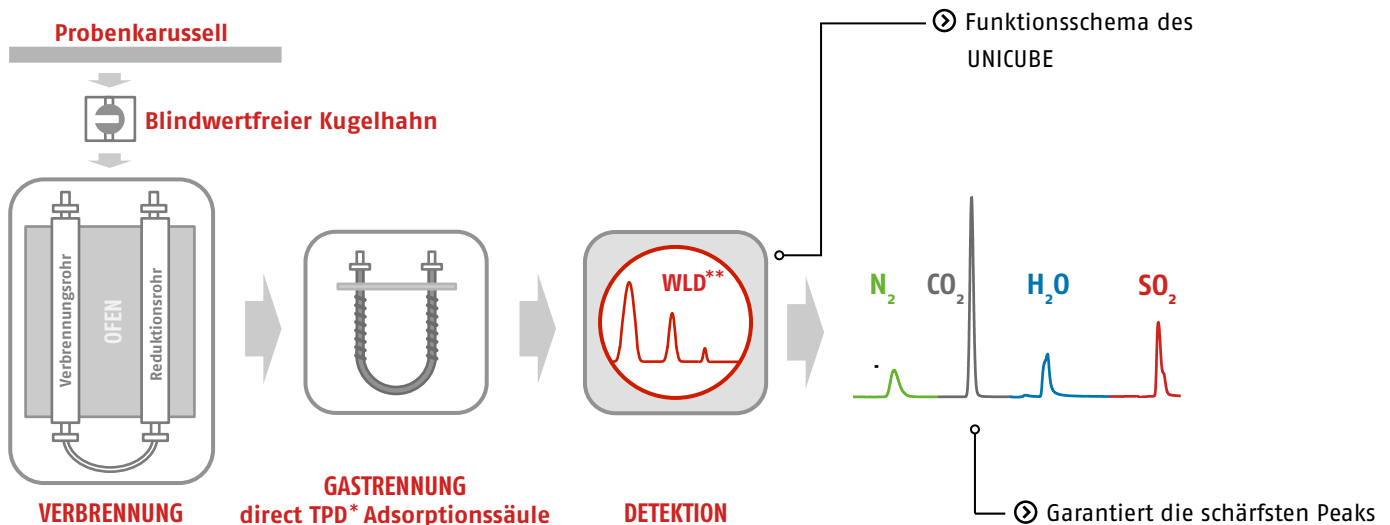 Probenkarussell
Blindwertfreier Kugelhahn
Funktionsschema des
UNICUBE
Verbrennungsrohr
OFEN
Reduktionsrohr
WLD**
N₂
CO₂
H₂O
SO₂
VERBRENNUNG
GASTRENNUNG
direct TPD* Adsorptionssäule
DETEKTION
Garantiert die schärfsten Peaks